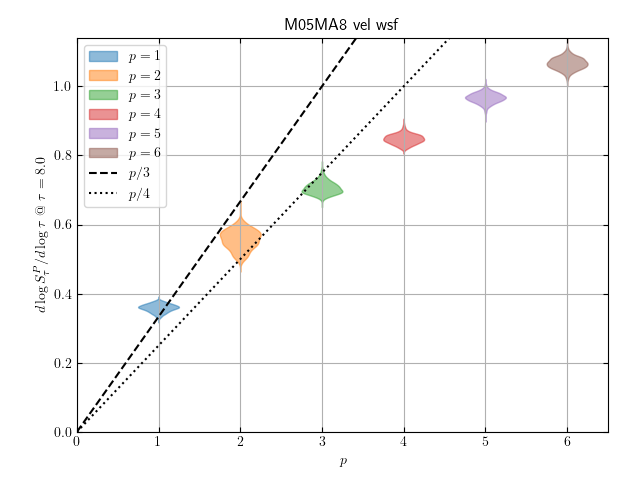 M05MA8 vel wsf
p = 1
p = 2
p = 3
p = 4
p = 5
p = 6
p/3
p/4
d log S_τ^P / d log τ @ τ = 8.0
1.0
0.8
0.6
0.4
0.2
0.0
0 1 2 3 4 5 6
p